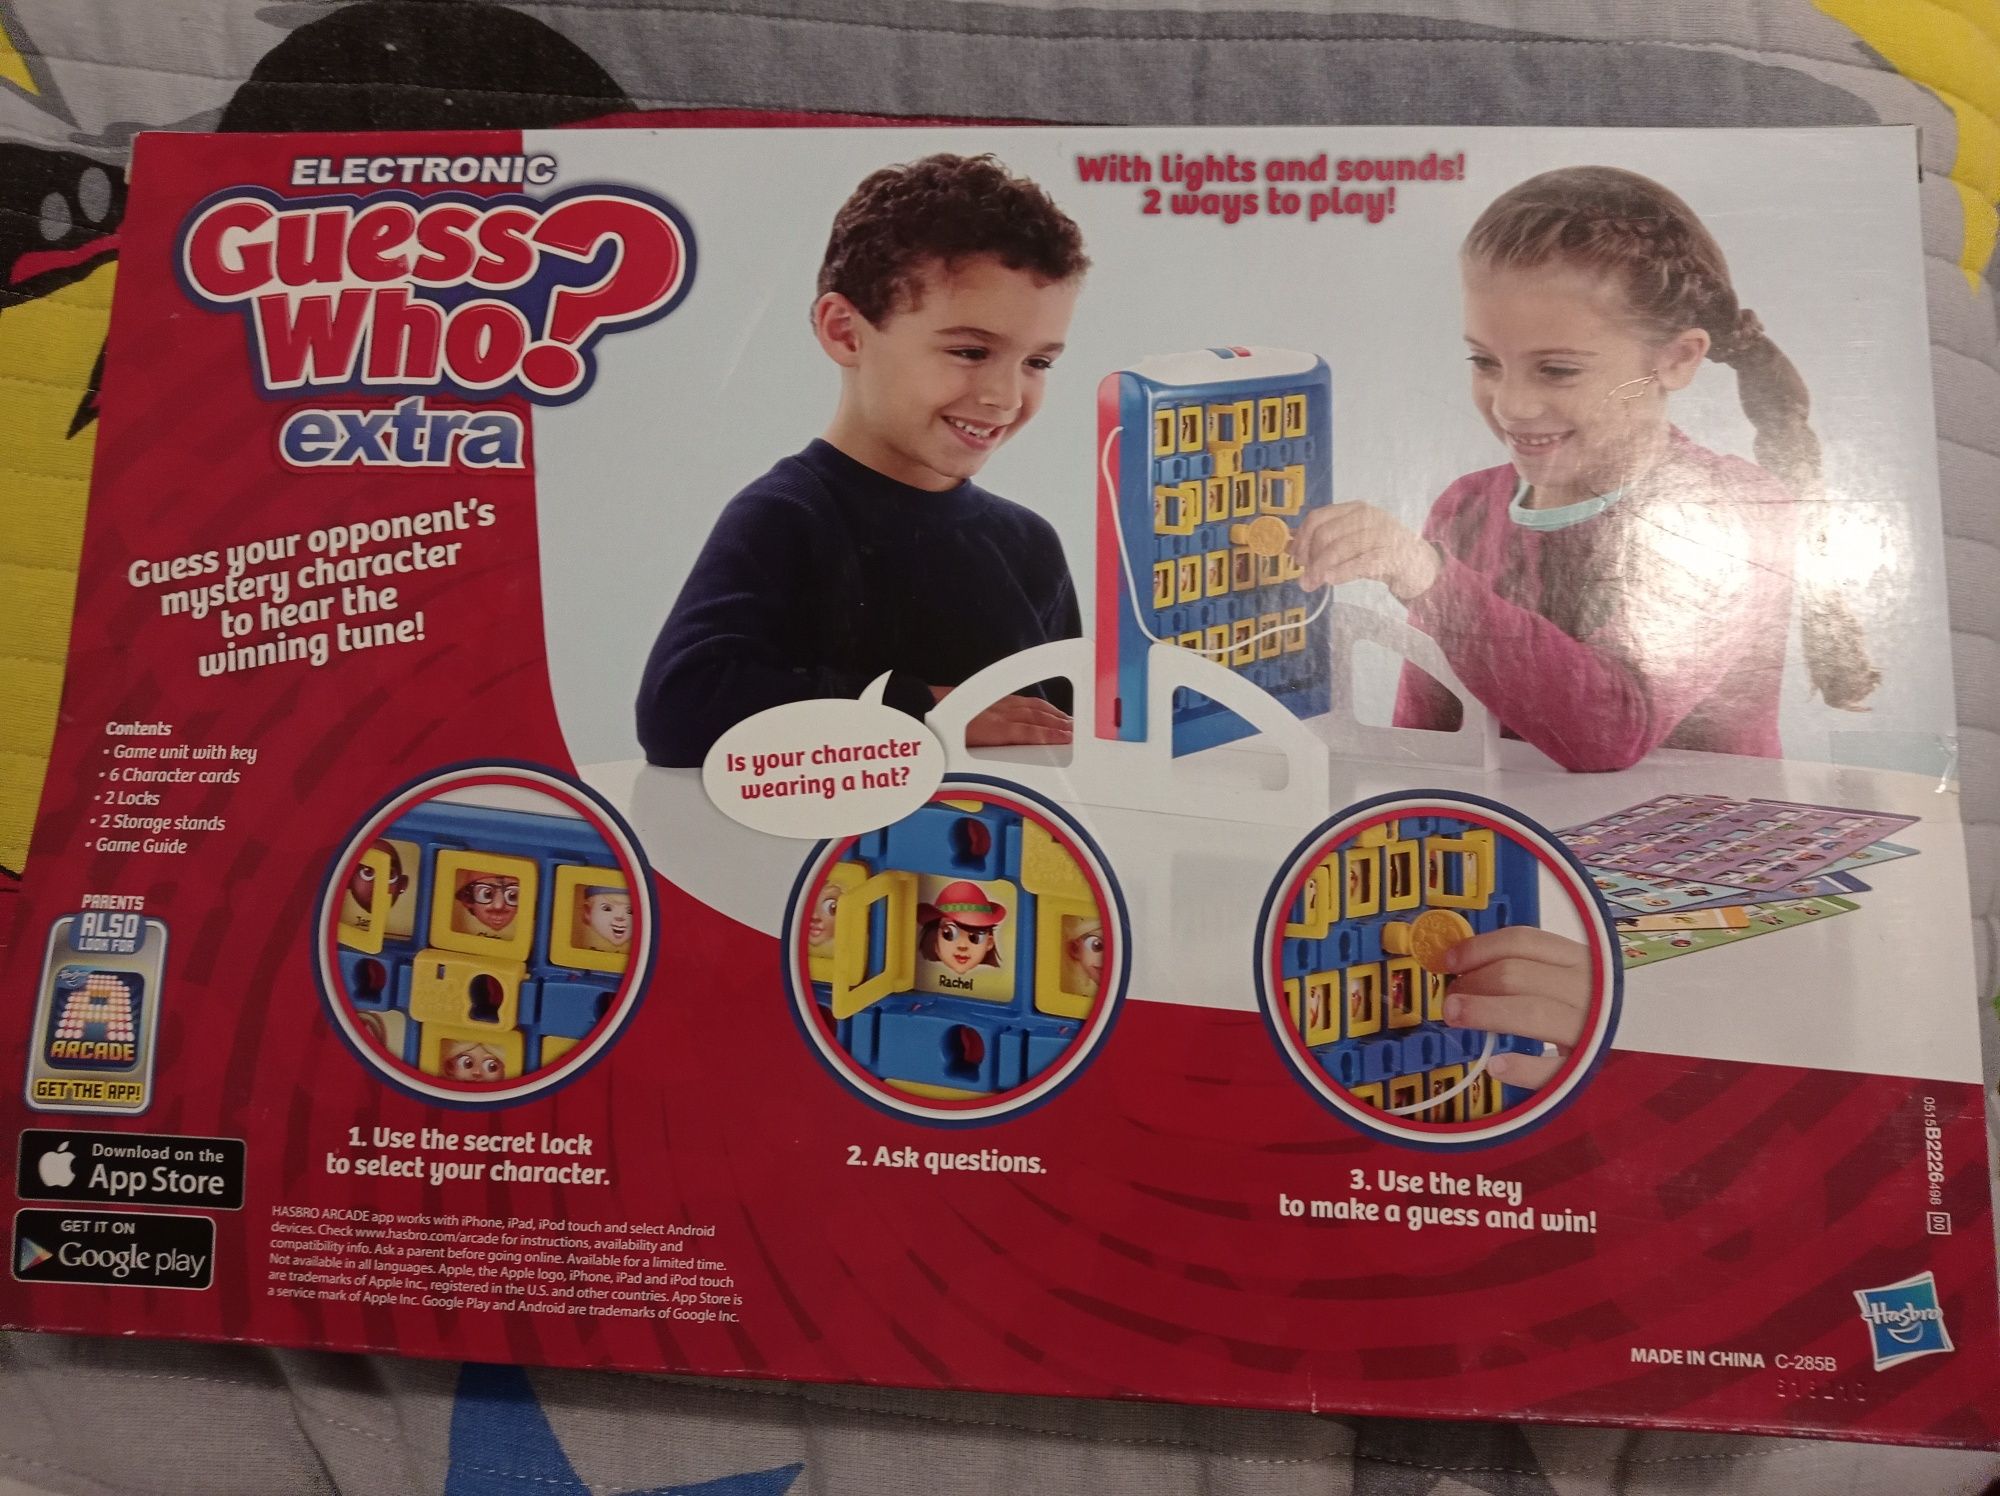 ELECTRONIC
GUESS
WHO?
extra
With lights and sounds!
2 ways to play!
Guess your opponent's
mystery character
to hear the
winning tune!
Contents
• Game unit with key
• 6 Character cards
• 2 Locks
• 2 Storage stands
• Game Guide
Is your character
wearing a hat?
Rachel
PARENTS
ALSO
LOOK FOR
ARCADE
GET THE APP!
Download on the
App Store
GET IT ON
Google play
1. Use the secret lock
to select your character.
2. Ask questions.
3. Use the key
to make a guess and win!
HASBRO ARCADE app works with iPhone, iPad, iPod touch and select Android
devices. Check www.hasbro.com/arcade for instructions, availability and
compatibility info. Ask a parent before going online. Available for a limited time.
Not available in all languages. Apple, the Apple logo, iPhone, iPad and iPod touch
are trademarks of Apple Inc., registered in the U.S. and other countries. App Store is
a service mark of Apple Inc. Google Play and Android are trademarks of Google Inc.
0515B2226496 00
Hasbro
MADE IN CHINA C-285B